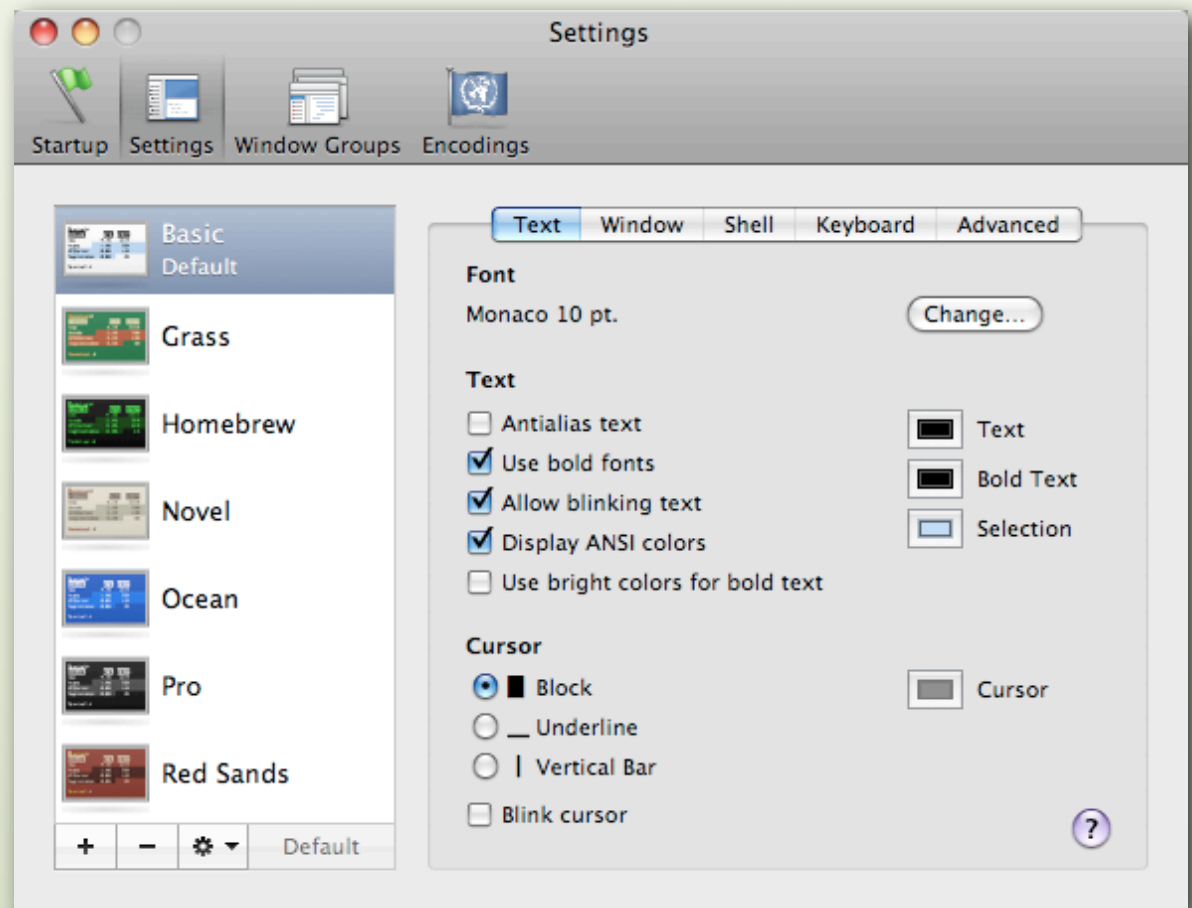 Settings
Startup Settings Window Groups Encodings
Basic
Default
Grass
Homebrew
Novel
Ocean
Pro
Red Sands
+ − Default
Text Window Shell Keyboard Advanced
Font
Monaco 10 pt. Change...
Text
Antialias text
Use bold fonts
Allow blinking text
Display ANSI colors
Use bright colors for bold text
Text
Bold Text
Selection
Cursor
Block
Underline
Vertical Bar
Blink cursor
Cursor
?